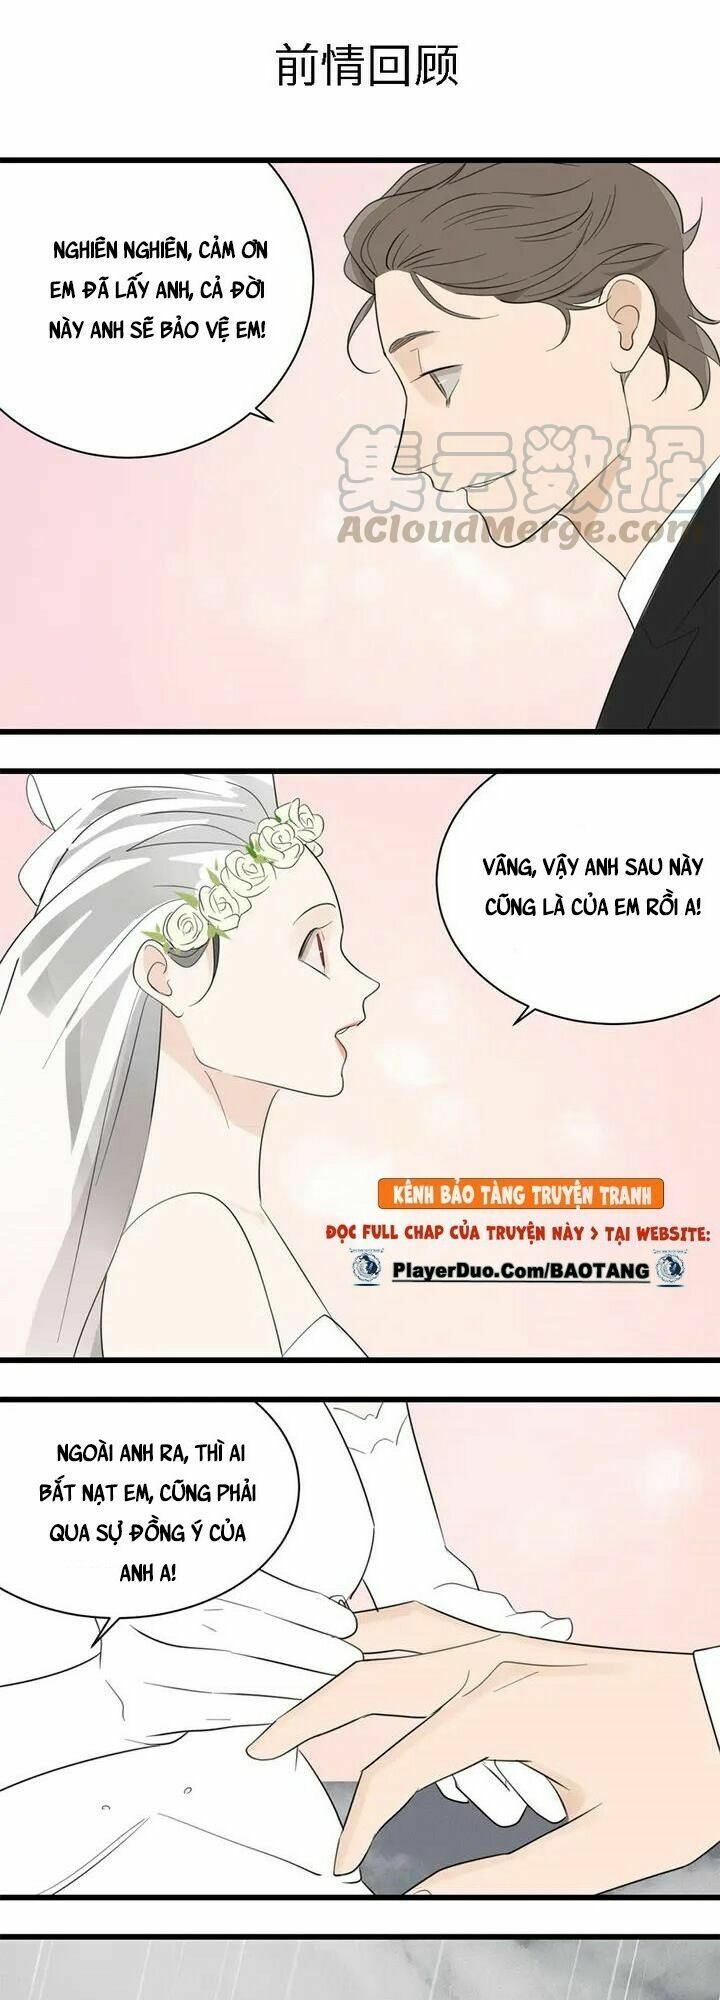 前情回顾
NGHIÊN NGHIÊN, CẢM ƠN
EM ĐÃ LẤY ANH, CẢ ĐỜI
NÀY ANH SẼ BẢO VỆ EM!
集云数据
ACloudMerge.com
VÂNG, VẬY ANH SAU NÀY
CŨNG LÀ CỦA EM RỒI A!
KÊNH BẢO TÀNG TRUYỆN TRANH
ĐỌC FULL CHAP CỦA TRUYỆN NÀY > TẠI WEBSITE:
PlayerDuo.Com/BAOTANG
NGOÀI ANH RA, THÌ AI
BẮT NẠT EM, CŨNG PHẢI
QUA SỰ ĐỒNG Ý CỦA
ANH A!